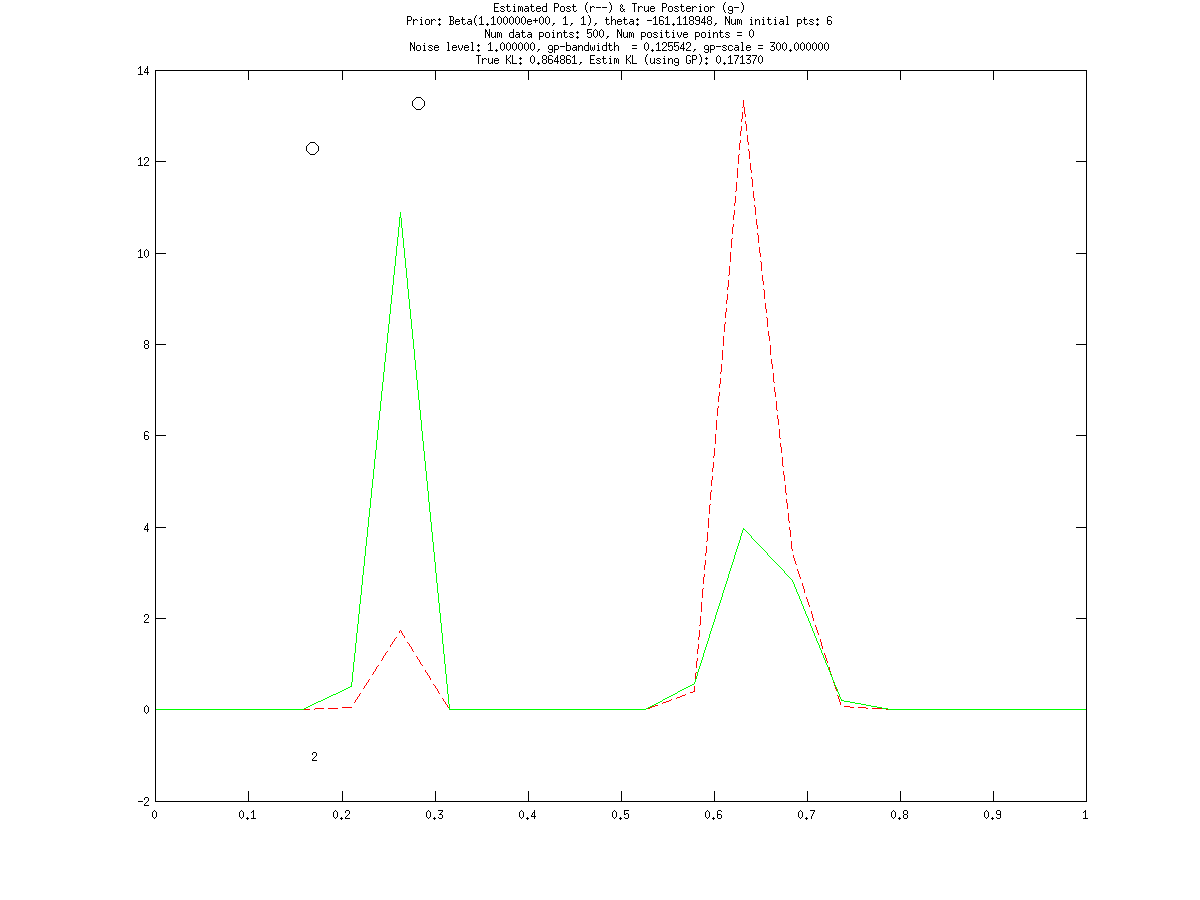 Estimated Post (r--) & True Posterior (g-)
Prior: Beta(1.100000e+00, 1, 1), theta: -161.118948, Num initial pts: 6
Num data points: 500, Num positive points = 0
Noise level: 1.000000, gp-bandwidth  = 0.125542, gp-scale = 300.000000
True KL: 0.864861, Estim KL (using GP): 0.171370
14
12
10
8
6
4
2
0
2
-2
0 0.1 0.2 0.3 0.4 0.5 0.6 0.7 0.8 0.9 1